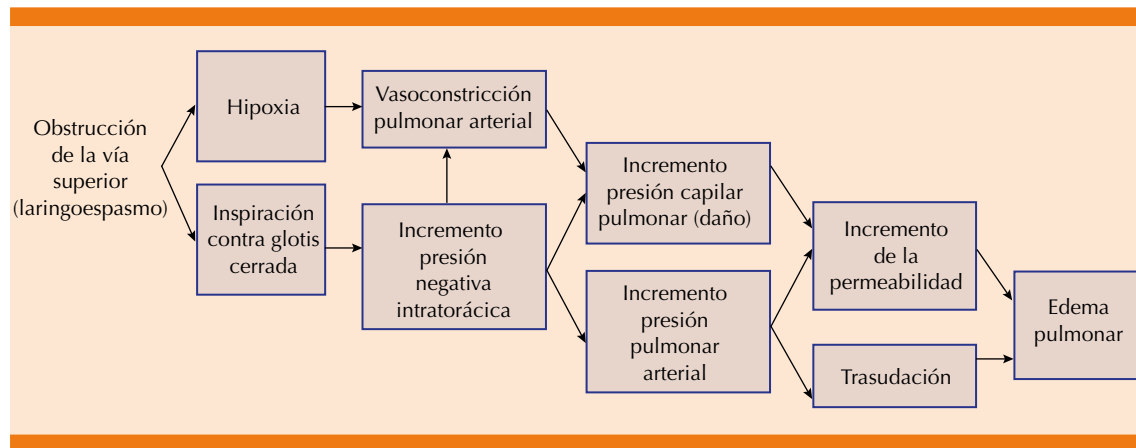 Obstrucción
de la vía
superior
(laringoespasmo)
Hipoxia
Inspiración
contra glotis
cerrada
Vasoconstricción
pulmonar arterial
Incremento
presión
negativa
intratorácica
Incremento
presión capilar
pulmonar (daño)
Incremento
presión
pulmonar
arterial
Incremento
de la
permeabilidad
Trasudación
Edema
pulmonar